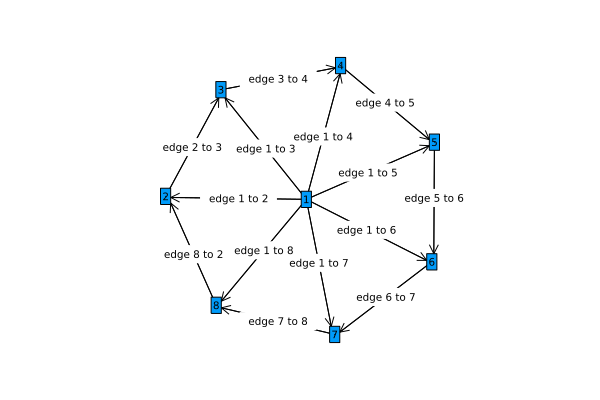 4
edge 3 to 4
3
edge 4 to 5
edge 1 to 4
5
edge 2 to 3
edge 1 to 3
edge 1 to 5
2
edge 1 to 2
1
edge 5 to 6
edge 1 to 6
edge 8 to 2
edge 1 to 8
edge 1 to 7
6
edge 6 to 7
8
edge 7 to 8
7